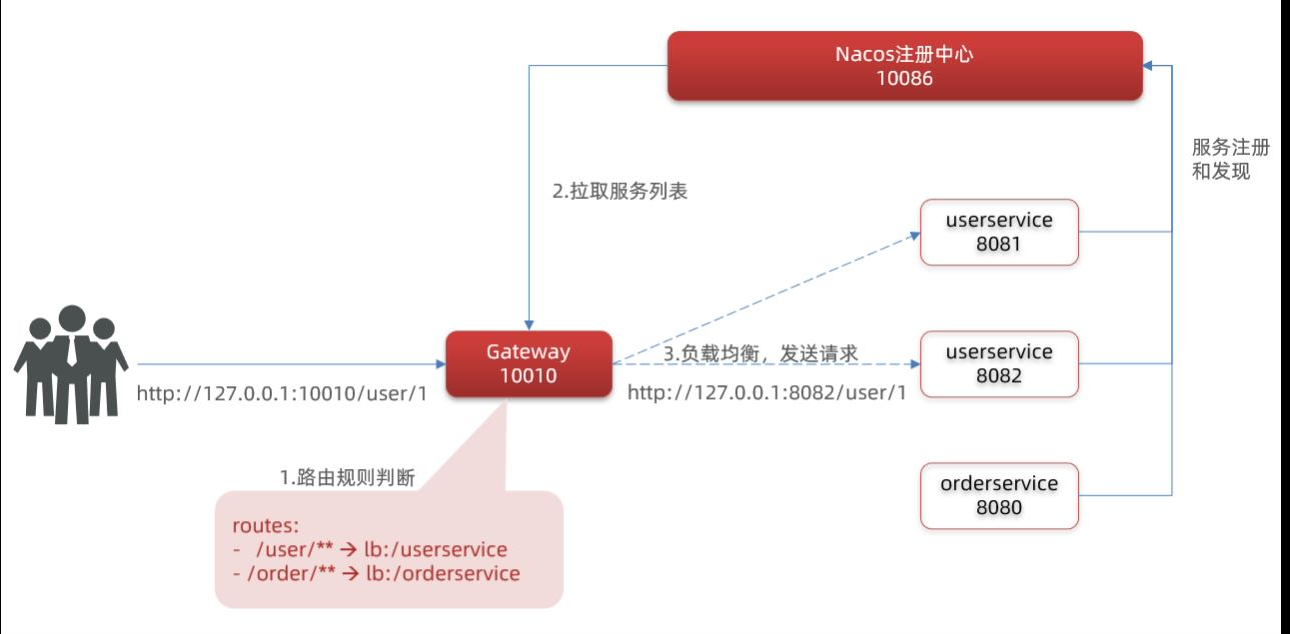 Nacos注册中心
10086
服务注册
和发现
2.拉取服务列表
userservice
8081
Gateway
10010
3.负载均衡，发送请求
userservice
8082
http://127.0.0.1:10010/user/1
http://127.0.0.1:8082/user/1
1.路由规则判断
orderservice
8080
routes:
- /user/** → lb:/userservice
- /order/** → lb:/orderservice